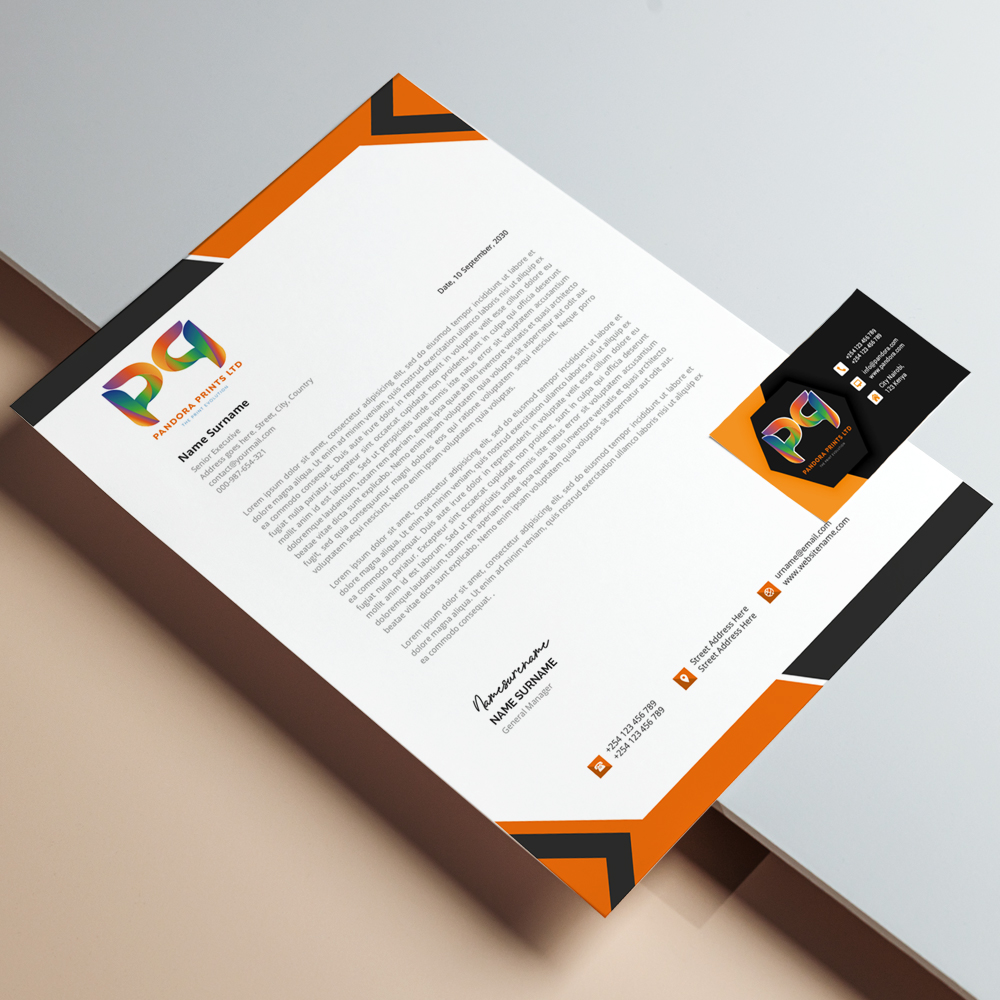 Date, 10 September, 2030
PANDORA PRINTS LTD
THE PRINT EVOLUTION
Name Surname
Senior Executive
Address goes here, Street, City, Country
contact@yourmail.com
000-987-654-321
Lorem ipsum dolor sit amet, consectetur adipisicing elit, sed do eiusmod tempor incididunt ut labore et
dolore magna aliqua. Ut enim ad minim veniam, quis nostrud exercitation ullamco laboris nisi ut aliquip ex
ea commodo consequat. Duis aute irure dolor in reprehenderit in voluptate velit esse cillum dolore eu
fugiat nulla pariatur. Excepteur sint occaecat cupidatat non proident, sunt in culpa qui officia deserunt
mollit anim id est laborum. Sed ut perspiciatis unde omnis iste natus error sit voluptatem accusantium
doloremque laudantium, totam rem aperiam, eaque ipsa quae ab illo inventore veritatis et quasi architecto
beatae vitae dicta sunt explicabo. Nemo enim ipsam voluptatem quia voluptas sit aspernatur aut odit aut
fugit, sed quia consequuntur magni dolores eos qui ratione voluptatem sequi nesciunt. Neque porro
voluptatem sequi nesciunt. Nemo enim ipsam voluptatem quia voluptas.
Lorem ipsum dolor sit amet, consectetur adipisicing elit, sed do eiusmod tempor incididunt ut labore et
dolore magna aliqua. Ut enim ad minim veniam, quis nostrud exercitation ullamco laboris nisi ut aliquip ex
ea commodo consequat. Duis aute irure dolor in reprehenderit in voluptate velit esse cillum dolore eu
fugiat nulla pariatur. Excepteur sint occaecat cupidatat non proident, sunt in culpa qui officia deserunt
mollit anim id est laborum. Sed ut perspiciatis unde omnis iste natus error sit voluptatem accusantium
doloremque laudantium, totam rem aperiam, eaque ipsa quae ab illo inventore veritatis et quasi architecto
beatae vitae dicta sunt explicabo. Nemo enim ipsam voluptatem quia voluptas sit aspernatur aut odit aut.
Lorem ipsum dolor sit amet, consectetur adipisicing elit, sed do eiusmod tempor incididunt ut labore et
dolore magna aliqua. Ut enim ad minim veniam, quis nostrud exercitation ullamco laboris nisi ut aliquip ex
ea commodo consequat. .
Namesurename
NAME SURNAME
General Manager
+254 123 456 789
+254 123 456 789
Street Address Here
Street Address Here
urname@email.com
www.websitename.com
+254 123 456 789
+254 123 456 789
info@pandora.com
www.pandora.com
City Nairobi,
123 Kenya
PANDORA PRINTS LTD
THE PRINT EVOLUTION